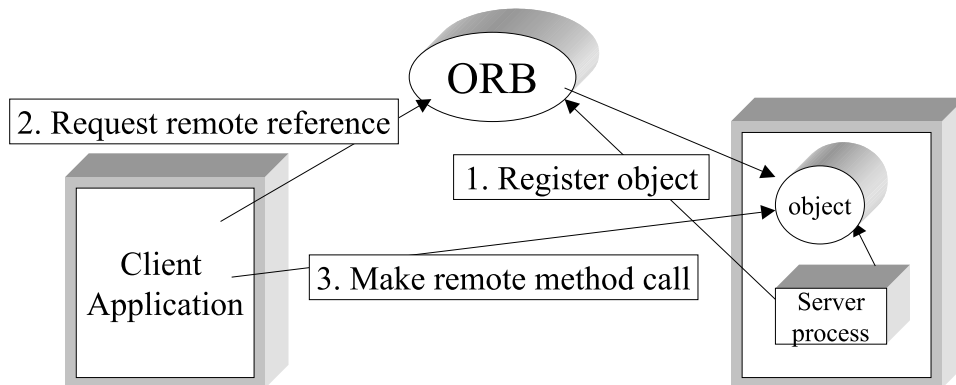 ORB
2. Request remote reference
1. Register object
object
Client
Application
3. Make remote method call
Server
process